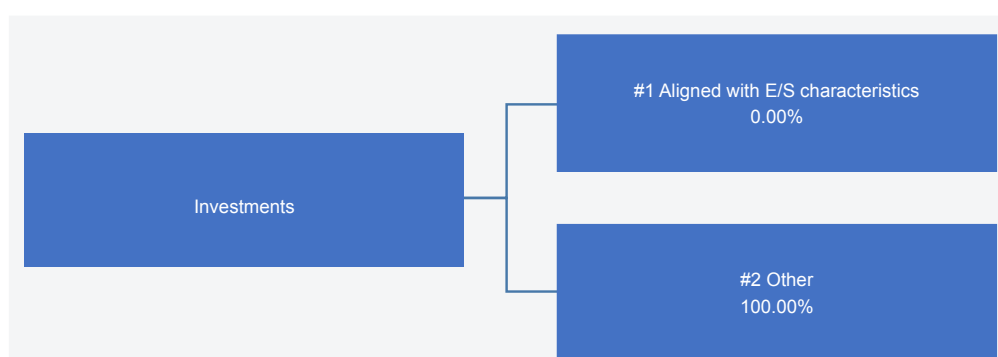 Investments
#1 Aligned with E/S characteristics
0.00%
#2 Other
100.00%